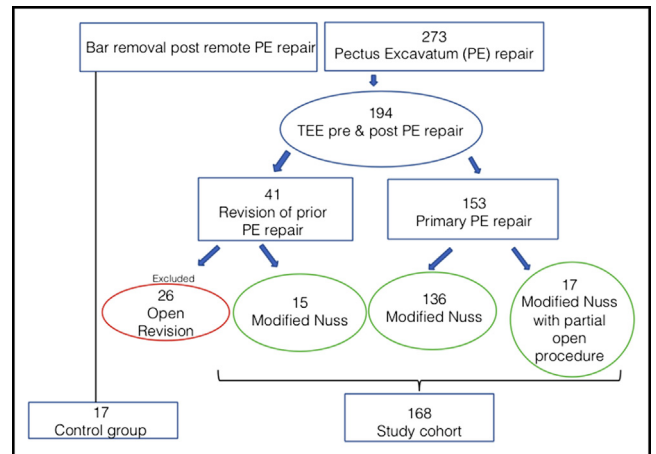 Bar removal post remote PE repair
273
Pectus Excavatum (PE) repair
194
TEE pre & post PE repair
41
Revision of prior
PE repair
153
Primary PE repair
Excluded
26
Open
Revision
15
Modified Nuss
136
Modified Nuss
17
Modified Nuss
with partial
open
procedure
17
Control group
168
Study cohort